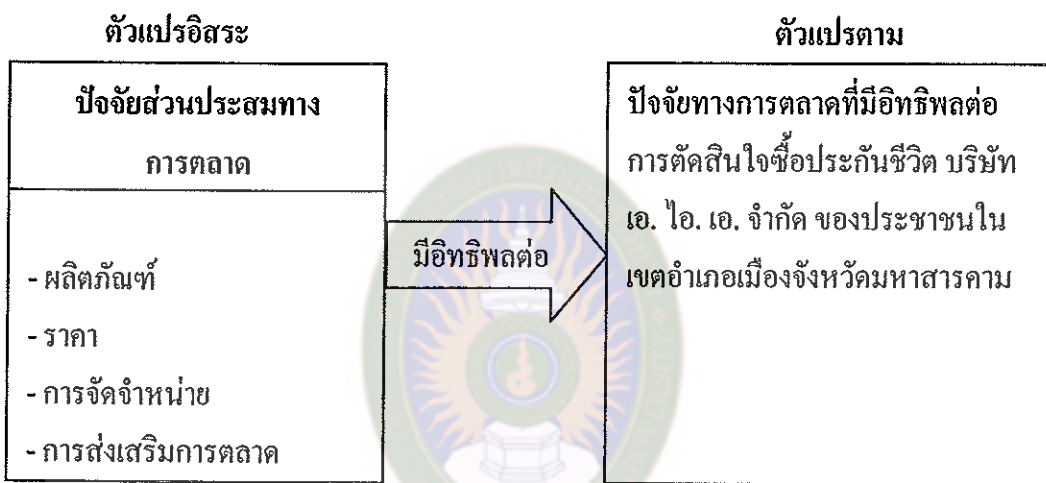 ตัวแปรอิสระ
ปัจจัยส่วนประสมทาง
การตลาด
- ผลิตภัณฑ์
- ราคา
- การจัดจำหน่าย
- การส่งเสริมการตลาด
มีอิทธิพลต่อ
ตัวแปรตาม
ปัจจัยทางการตลาดที่มีอิทธิพลต่อ
การตัดสินใจซื้อประกันชีวิต บริษัท
เอ. ไอ. เอ. จำกัด ของประชาชนใน
เขตอำเภอเมืองจังหวัดมหาสารคาม